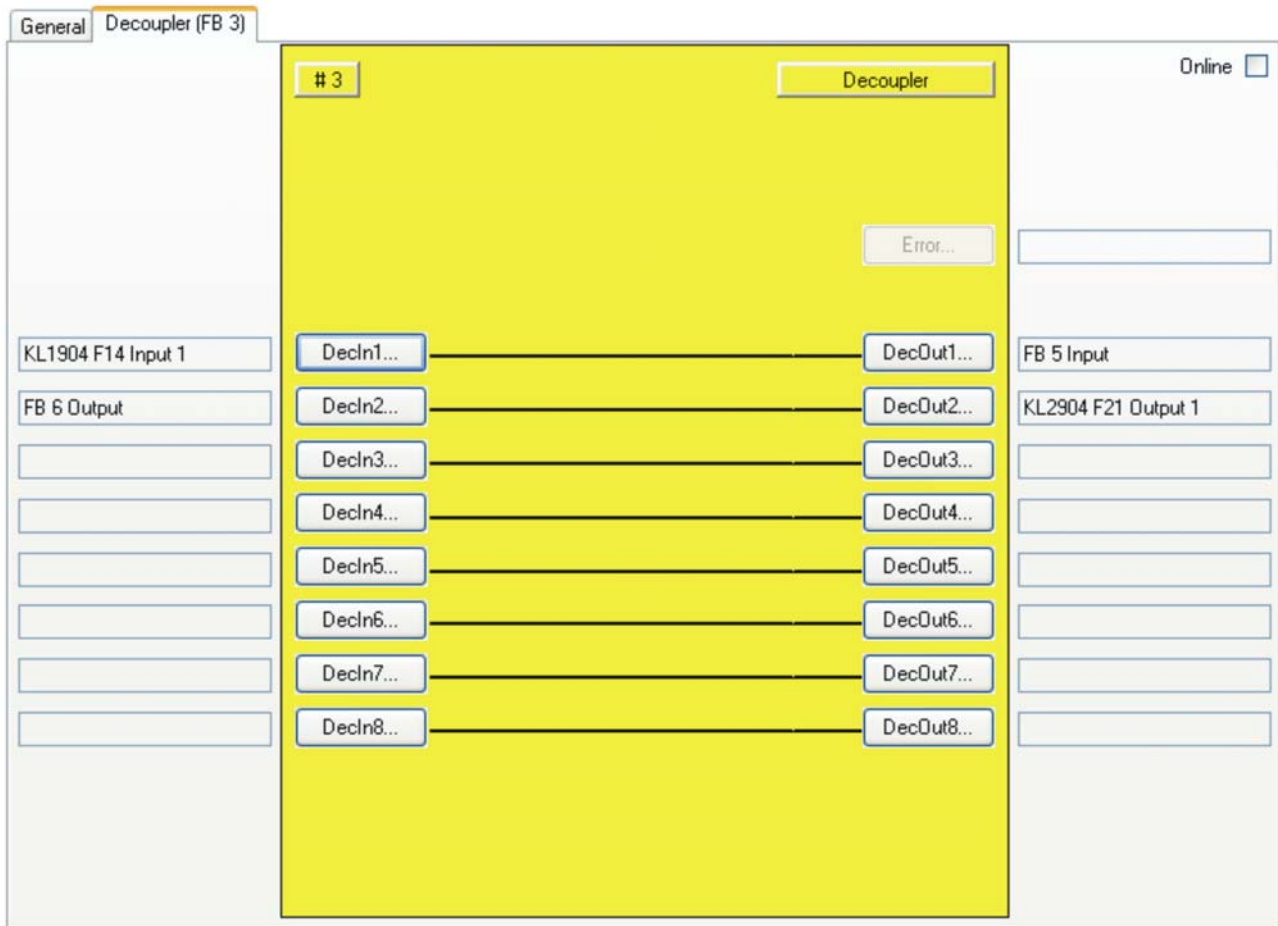 General
Decoupler (FB 3)
# 3
Decoupler
Online
Error...
KL1904 F14 Input 1
DecIn1...
DecOut1...
FB 5 Input
FB 6 Output
DecIn2...
DecOut2...
KL2904 F21 Output 1
DecIn3...
DecOut3...
DecIn4...
DecOut4...
DecIn5...
DecOut5...
DecIn6...
DecOut6...
DecIn7...
DecOut7...
DecIn8...
DecOut8...